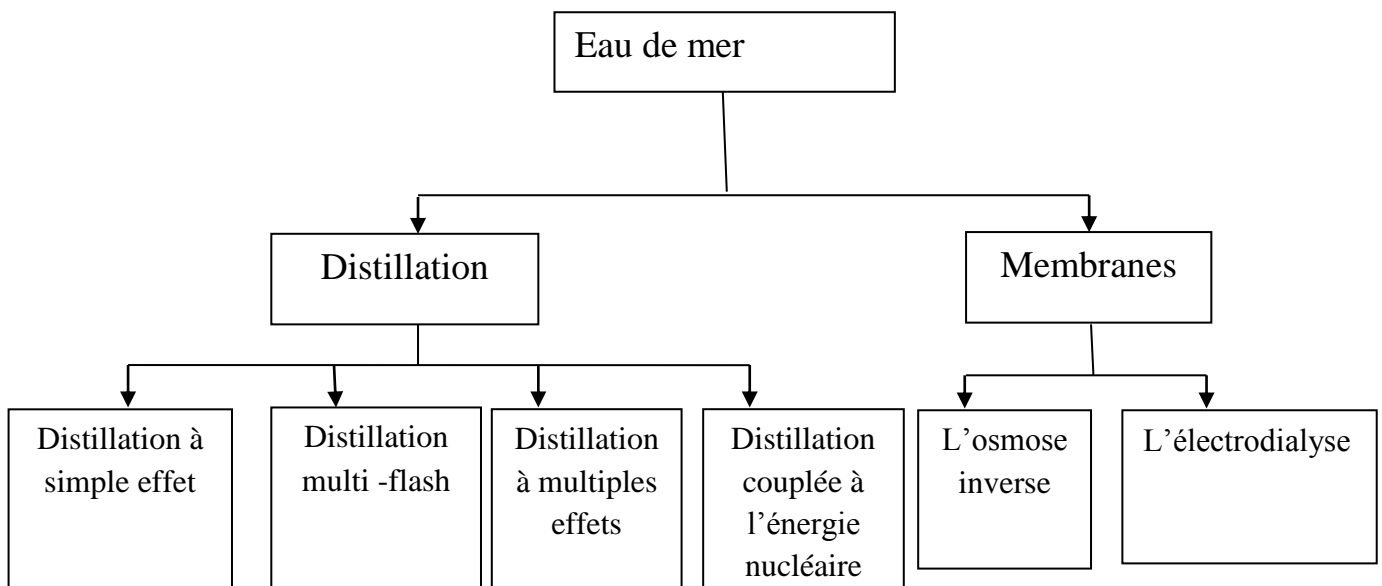 Eau de mer
Distillation
Membranes
Distillation à
simple effet
Distillation
multi -flash
Distillation
à multiples
effets
Distillation
couplée à
l’énergie
nucléaire
L’osmose
inverse
L’électrodialyse